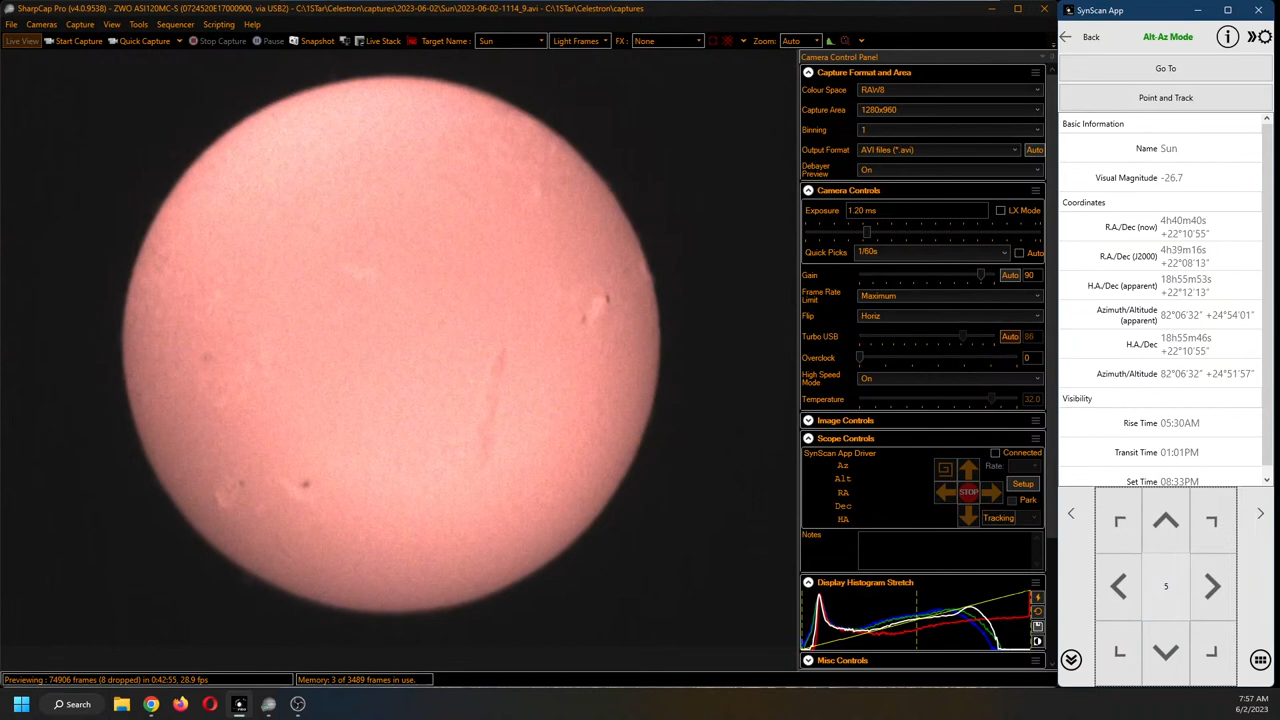 SharpCap Pro (v4.0.9538) - ZWO ASI120MC-S (0724520E17000900, via USB2) - C:\1STar\Celestron\captures\2023-06-02\Sun\2023-06-02-1114_9.avi - C:\1STar\Celestron\captures
File Cameras Capture View Tools Sequencer Scripting Help
Live View Start Capture Quick Capture Stop Capture Pause Snapshot Live Stack Target Name : Sun Light Frames FX : None Zoom: Auto
Camera Control Panel
Capture Format and Area
Colour Space RAW8
Capture Area 1280x960
Binning 1
Output Format AVI files (*.avi) Auto
Debayer
Preview On
Camera Controls
Exposure 1.20 ms LX Mode
Quick Picks 1/60s Auto
Gain Auto 90
Frame Rate
Limit Maximum
Flip Horiz
Turbo USB Auto 86
Overclock 0
High Speed
Mode On
Temperature 32.0
Image Controls
Scope Controls
SynScan App Driver Connected
Az Rate:
Alt
RA STOP Setup
Dec Park
HA Tracking
Notes
Display Histogram Stretch
Misc Controls
Previewing : 74906 frames (8 dropped) in 0:42:55, 28.9 fps Memory: 3 of 3489 frames in use.
SynScan App
Back Alt-Az Mode
Go To
Point and Track
Basic Information
Name Sun
Visual Magnitude -26.7
Coordinates
R.A./Dec (now) 4h40m40s
+22°10'55"
R.A./Dec (J2000) 4h39m16s
+22°08'13"
H.A./Dec (apparent) 18h55m53s
+22°12'13"
Azimuth/Altitude
(apparent) 82°06'32" +24°54'01"
H.A./Dec 18h55m46s
+22°10'55"
Azimuth/Altitude 82°06'32" +24°51'57"
Visibility
Rise Time 05:30AM
Transit Time 01:01PM
Set Time 08:33PM
5
Search
7:57 AM
6/2/2023